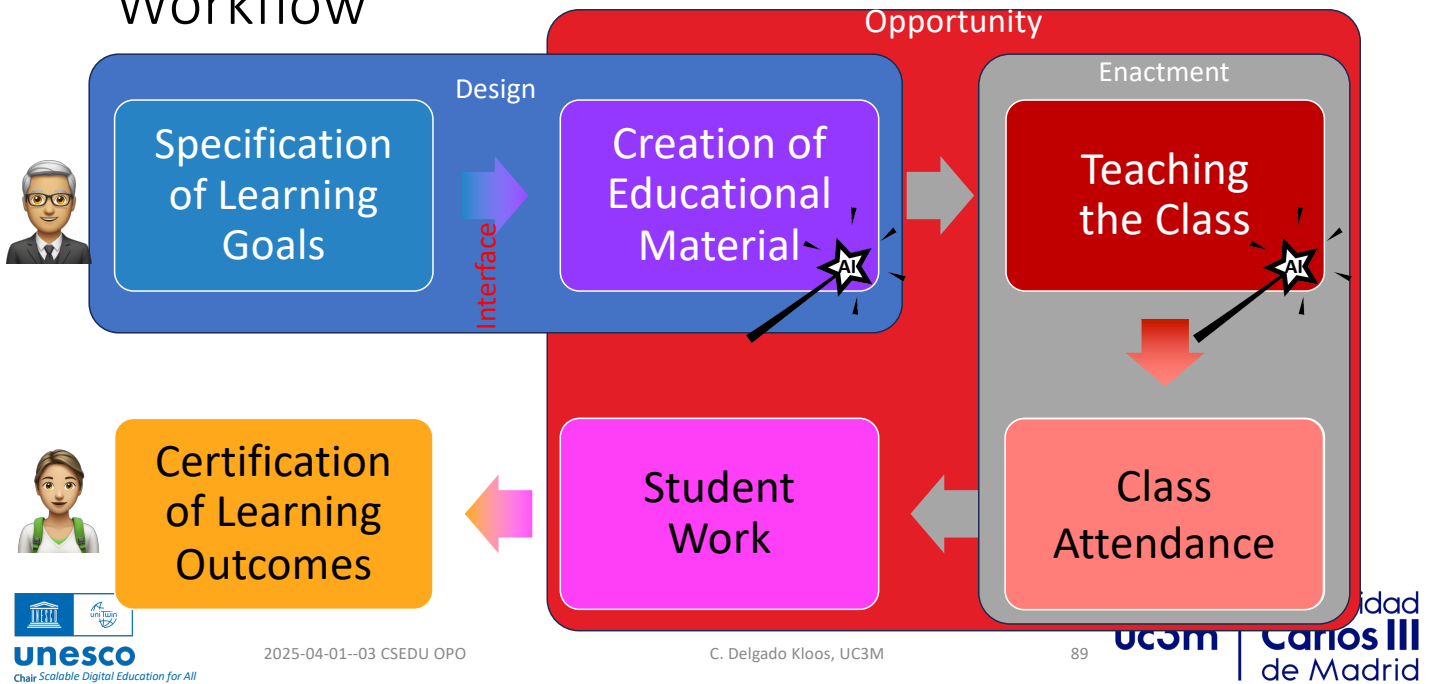 Workflow
Opportunity
Design
Enactment
Specification
of Learning
Goals
Interface
Creation of
Educational
Material
AI
Teaching
the Class
AI
Certification
of Learning
Outcomes
Student
Work
Class
Attendance
uni Twin
unesco
Chair Scalable Digital Education for All
2025-04-01--03 CSEDU OPO
C. Delgado Kloos, UC3M
89
uc3m
idad
Carlos III
de Madrid